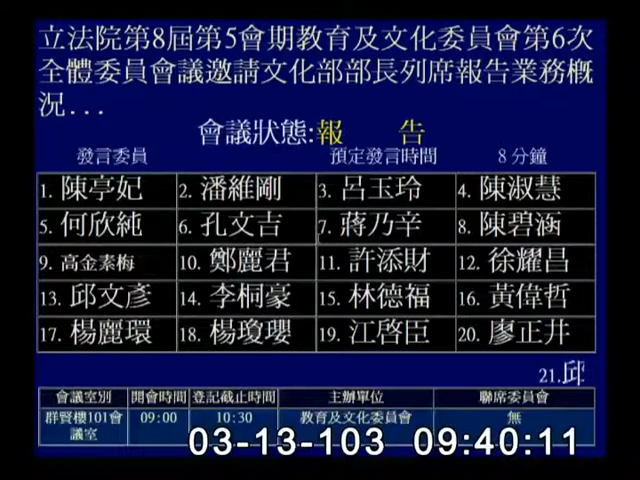 立法院第8屆第5會期教育及文化委員會第6次
全體委員會議邀請文化部部長列席報告業務概
況...
會議狀態:報 告
發言委員 預定發言時間 8分鐘
1. 陳亭妃 2. 潘維剛 3. 呂玉玲 4. 陳淑慧
5. 何欣純 6. 孔文吉 7. 蔣乃辛 8. 陳碧涵
9. 高金素梅 10. 鄭麗君 11. 許添財 12. 徐耀昌
13. 邱文彥 14. 李桐豪 15. 林德福 16. 黃偉哲
17. 楊麗環 18. 楊瓊瓔 19. 江啓臣 20. 廖正井
21. 邱
會議室別 開會時間 登記截止時間 主辦單位 聯席委員會
群賢樓101會 09:00 10:30 教育及文化委員會 無
議室
03-13-103 09:40:11